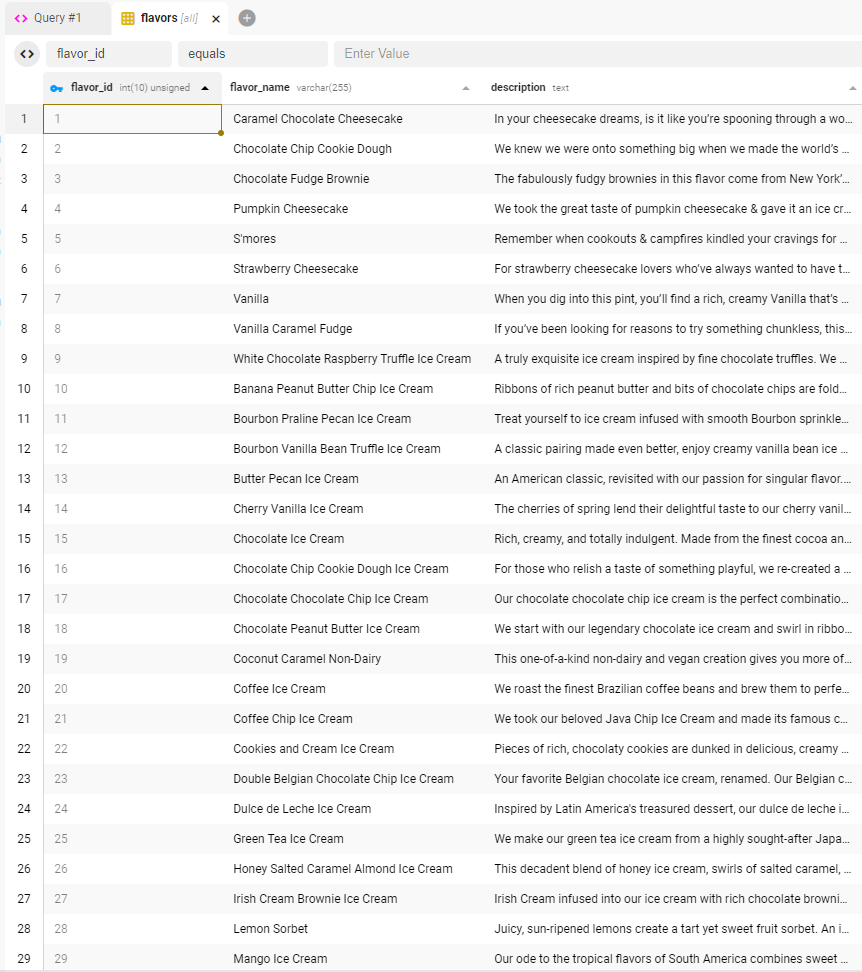 Query #1 flavors [all]
flavor_id equals Enter Value
flavor_id int(10) unsigned flavor_name varchar(255) description text
1 1 Caramel Chocolate Cheesecake In your cheesecake dreams, is it like you're spooning through a wo...
2 2 Chocolate Chip Cookie Dough We knew we were onto something big when we made the world's ...
3 3 Chocolate Fudge Brownie The fabulously fudgy brownies in this flavor come from New York'...
4 4 Pumpkin Cheesecake We took the great taste of pumpkin cheesecake & gave it an ice cr...
5 5 S'mores Remember when cookouts & campfires kindled your cravings for ...
6 6 Strawberry Cheesecake For strawberry cheesecake lovers who've always wanted to have t...
7 7 Vanilla When you dig into this pint, you'll find a rich, creamy Vanilla that's ...
8 8 Vanilla Caramel Fudge If you've been looking for reasons to try something chunkless, this...
9 9 White Chocolate Raspberry Truffle Ice Cream A truly exquisite ice cream inspired by fine chocolate truffles. We ...
10 10 Banana Peanut Butter Chip Ice Cream Ribbons of rich peanut butter and bits of chocolate chips are fold...
11 11 Bourbon Praline Pecan Ice Cream Treat yourself to ice cream infused with smooth Bourbon sprinkle...
12 12 Bourbon Vanilla Bean Truffle Ice Cream A classic pairing made even better, enjoy creamy vanilla bean ice ...
13 13 Butter Pecan Ice Cream An American classic, revisited with our passion for singular flavor....
14 14 Cherry Vanilla Ice Cream The cherries of spring lend their delightful taste to our cherry vanil...
15 15 Chocolate Ice Cream Rich, creamy, and totally indulgent. Made from the finest cocoa an...
16 16 Chocolate Chip Cookie Dough Ice Cream For those who relish a taste of something playful, we re-created a ...
17 17 Chocolate Chocolate Chip Ice Cream Our chocolate chocolate chip ice cream is the perfect combinatio...
18 18 Chocolate Peanut Butter Ice Cream We start with our legendary chocolate ice cream and swirl in ribbo...
19 19 Coconut Caramel Non-Dairy This one-of-a-kind non-dairy and vegan creation gives you more of...
20 20 Coffee Ice Cream We roast the finest Brazilian coffee beans and brew them to perfe...
21 21 Coffee Chip Ice Cream We took our beloved Java Chip Ice Cream and made its famous c...
22 22 Cookies and Cream Ice Cream Pieces of rich, chocolaty cookies are dunked in delicious, creamy ...
23 23 Double Belgian Chocolate Chip Ice Cream Your favorite Belgian chocolate ice cream, renamed. Our Belgian c...
24 24 Dulce de Leche Ice Cream Inspired by Latin America's treasured dessert, our dulce de leche i...
25 25 Green Tea Ice Cream We make our green tea ice cream from a highly sought-after Japa...
26 26 Honey Salted Caramel Almond Ice Cream This decadent blend of honey ice cream, swirls of salted caramel, ...
27 27 Irish Cream Brownie Ice Cream Irish Cream infused into our ice cream with rich chocolate browni...
28 28 Lemon Sorbet Juicy, sun-ripened lemons create a tart yet sweet fruit sorbet. An i...
29 29 Mango Ice Cream Our ode to the tropical flavors of South America combines sweet ...